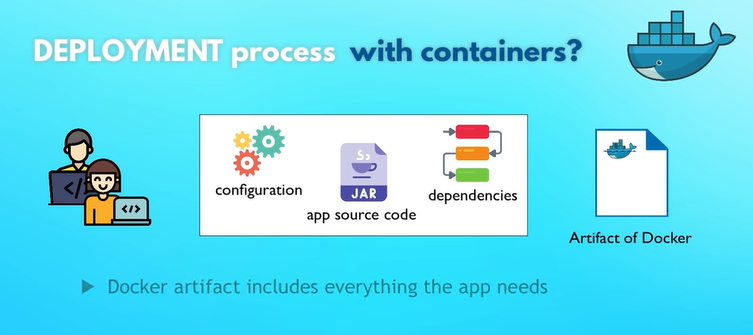 DEPLOYMENT process with containers?
configuration
app source code
dependencies
JAR
Artifact of Docker
Docker artifact includes everything the app needs